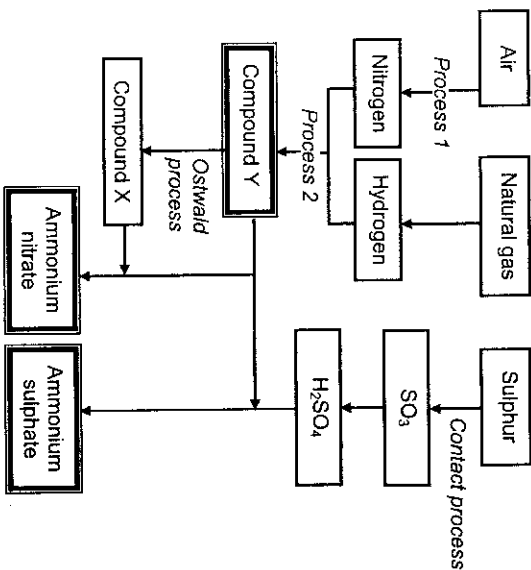 Air
Natural gas
Sulphur
Process 1
Contact process
Nitrogen
Hydrogen
SO₃
Process 2
H₂SO₄
Compound Y
Ostwald
process
Compound X
Ammonium
nitrate
Ammonium
sulphate